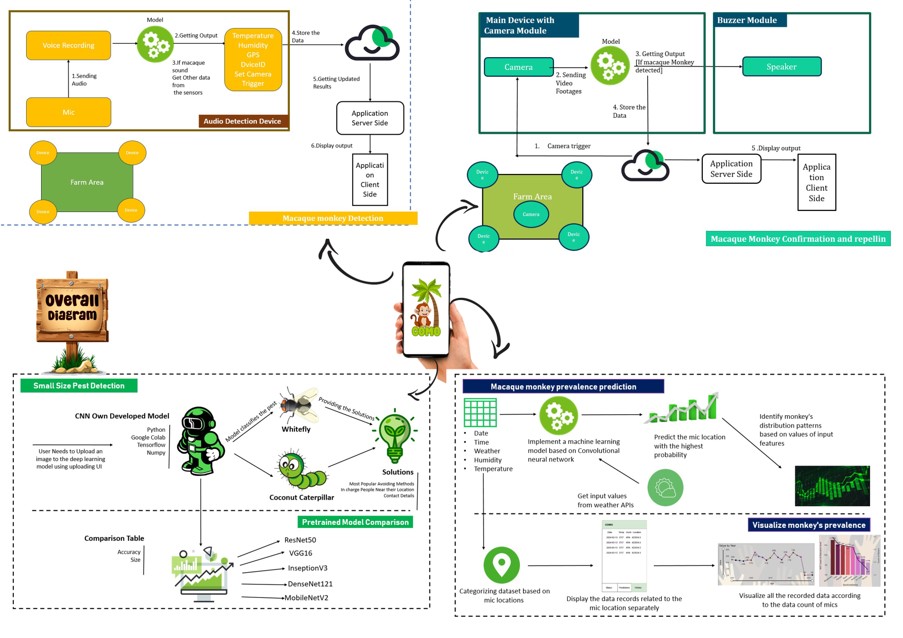 Model
Voice Recording
2.Getting Output
3.If macaque
sound
Get Other data
from
the sensors
Temperature
Humidity
GPS
DviceID
Set Camera
Trigger
1.Sending
Audio
Mic
Audio Detection Device
4.Store the
Data
5.Getting Updated
Results
Application
Server Side
6.Display output
Applicati
on
Client
Side
Device
Device
Farm Area
Device
Device
Macaque monkey Detection
Main Device with
Camera Module
Model
Camera
2. Sending
Video
Footages
3. Getting Output
[If macaque Monkey
detected]
4. Store the
Data
Buzzer Module
Speaker
1. Camera trigger
Application
Server Side
5 .Display output
Applica
tion
Client
Side
Devic
e
Devic
e
Farm Area
Camera
Devic
e
Devic
e
Macaque Monkey Confirmation and repellin
Overall
Diagram
COMO
Small Size Pest Detection
CNN Own Developed Model
Python
Google Colab
Tensorflow
Numpy
User Needs to Upload an
image to the deep learning
model using uploading UI
Model classifies the pest
Whitefly
Providing the Solutions
Coconut Caterpillar
Solutions
Most Popular Avoiding Methods
In charge People Near their Location
Contact Details
Pretrained Model Comparison
Comparison Table
Accuracy
Size
ResNet50
VGG16
InseptionV3
DenseNet121
MobileNetV2
Macaque monkey prevalence prediction
• Date
• Time
• Weather
• Humidity
• Temperature
Implement a machine learning
model based on Convolutional
neural network
Predict the mic location
with the highest
probability
Identify monkey's
distribution patterns
based on values of input
features
Get input values
from weather APIs
Visualize monkey's prevalence
Categorizing dataset based on
mic locations
Display the data records related to the
mic location separately
Visualize all the recorded data according
to the data count of mics